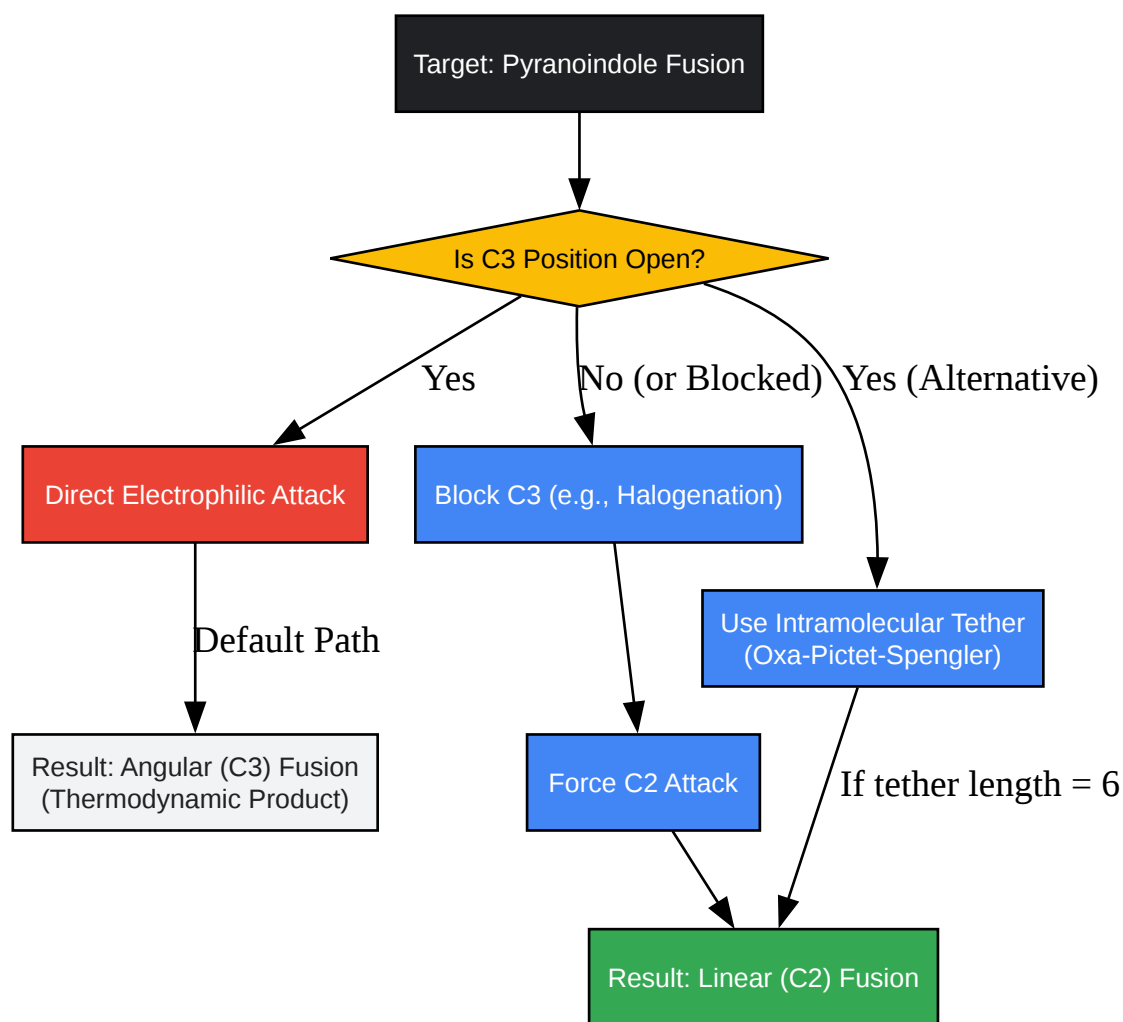 Target: Pyranoindole Fusion
Is C3 Position Open?
Yes
No (or Blocked)
Yes (Alternative)
Direct Electrophilic Attack
Block C3 (e.g., Halogenation)
Use Intramolecular Tether
(Oxa-Pictet-Spengler)
Default Path
Result: Angular (C3) Fusion
(Thermodynamic Product)
Force C2 Attack
If tether length = 6
Result: Linear (C2) Fusion